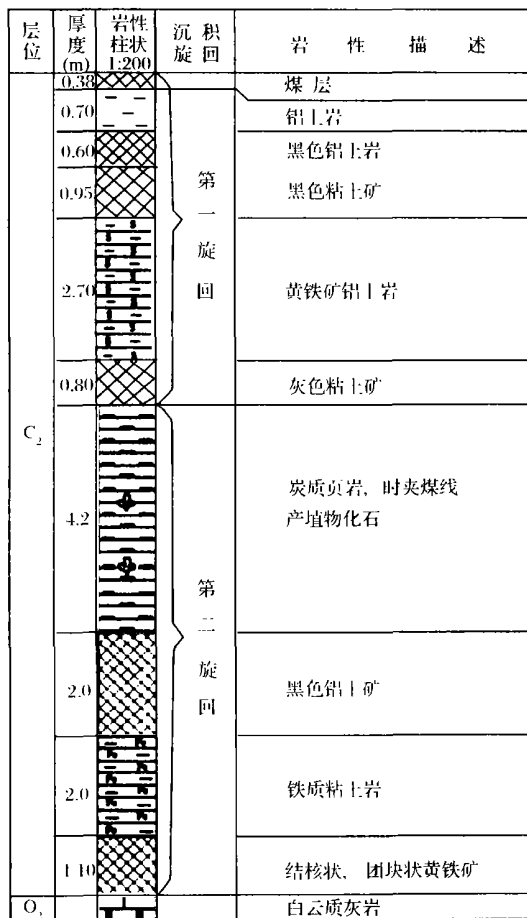 层位 厚度(m) 岩性柱状1:200 沉积旋回 岩性描述
0.38 煤层
0.70 铝土岩
0.60 黑色铝土岩
0.95 黑色粘土矿
第一旋回
2.70 黄铁矿铝土岩
0.80 灰色粘土矿
C₂
4.2 炭质页岩，时夹煤线
产植物化石
第二旋回
2.0 黑色铝土矿
2.0 铁质粘土岩
1.10 结核状，团块状黄铁矿
O 白云质灰岩